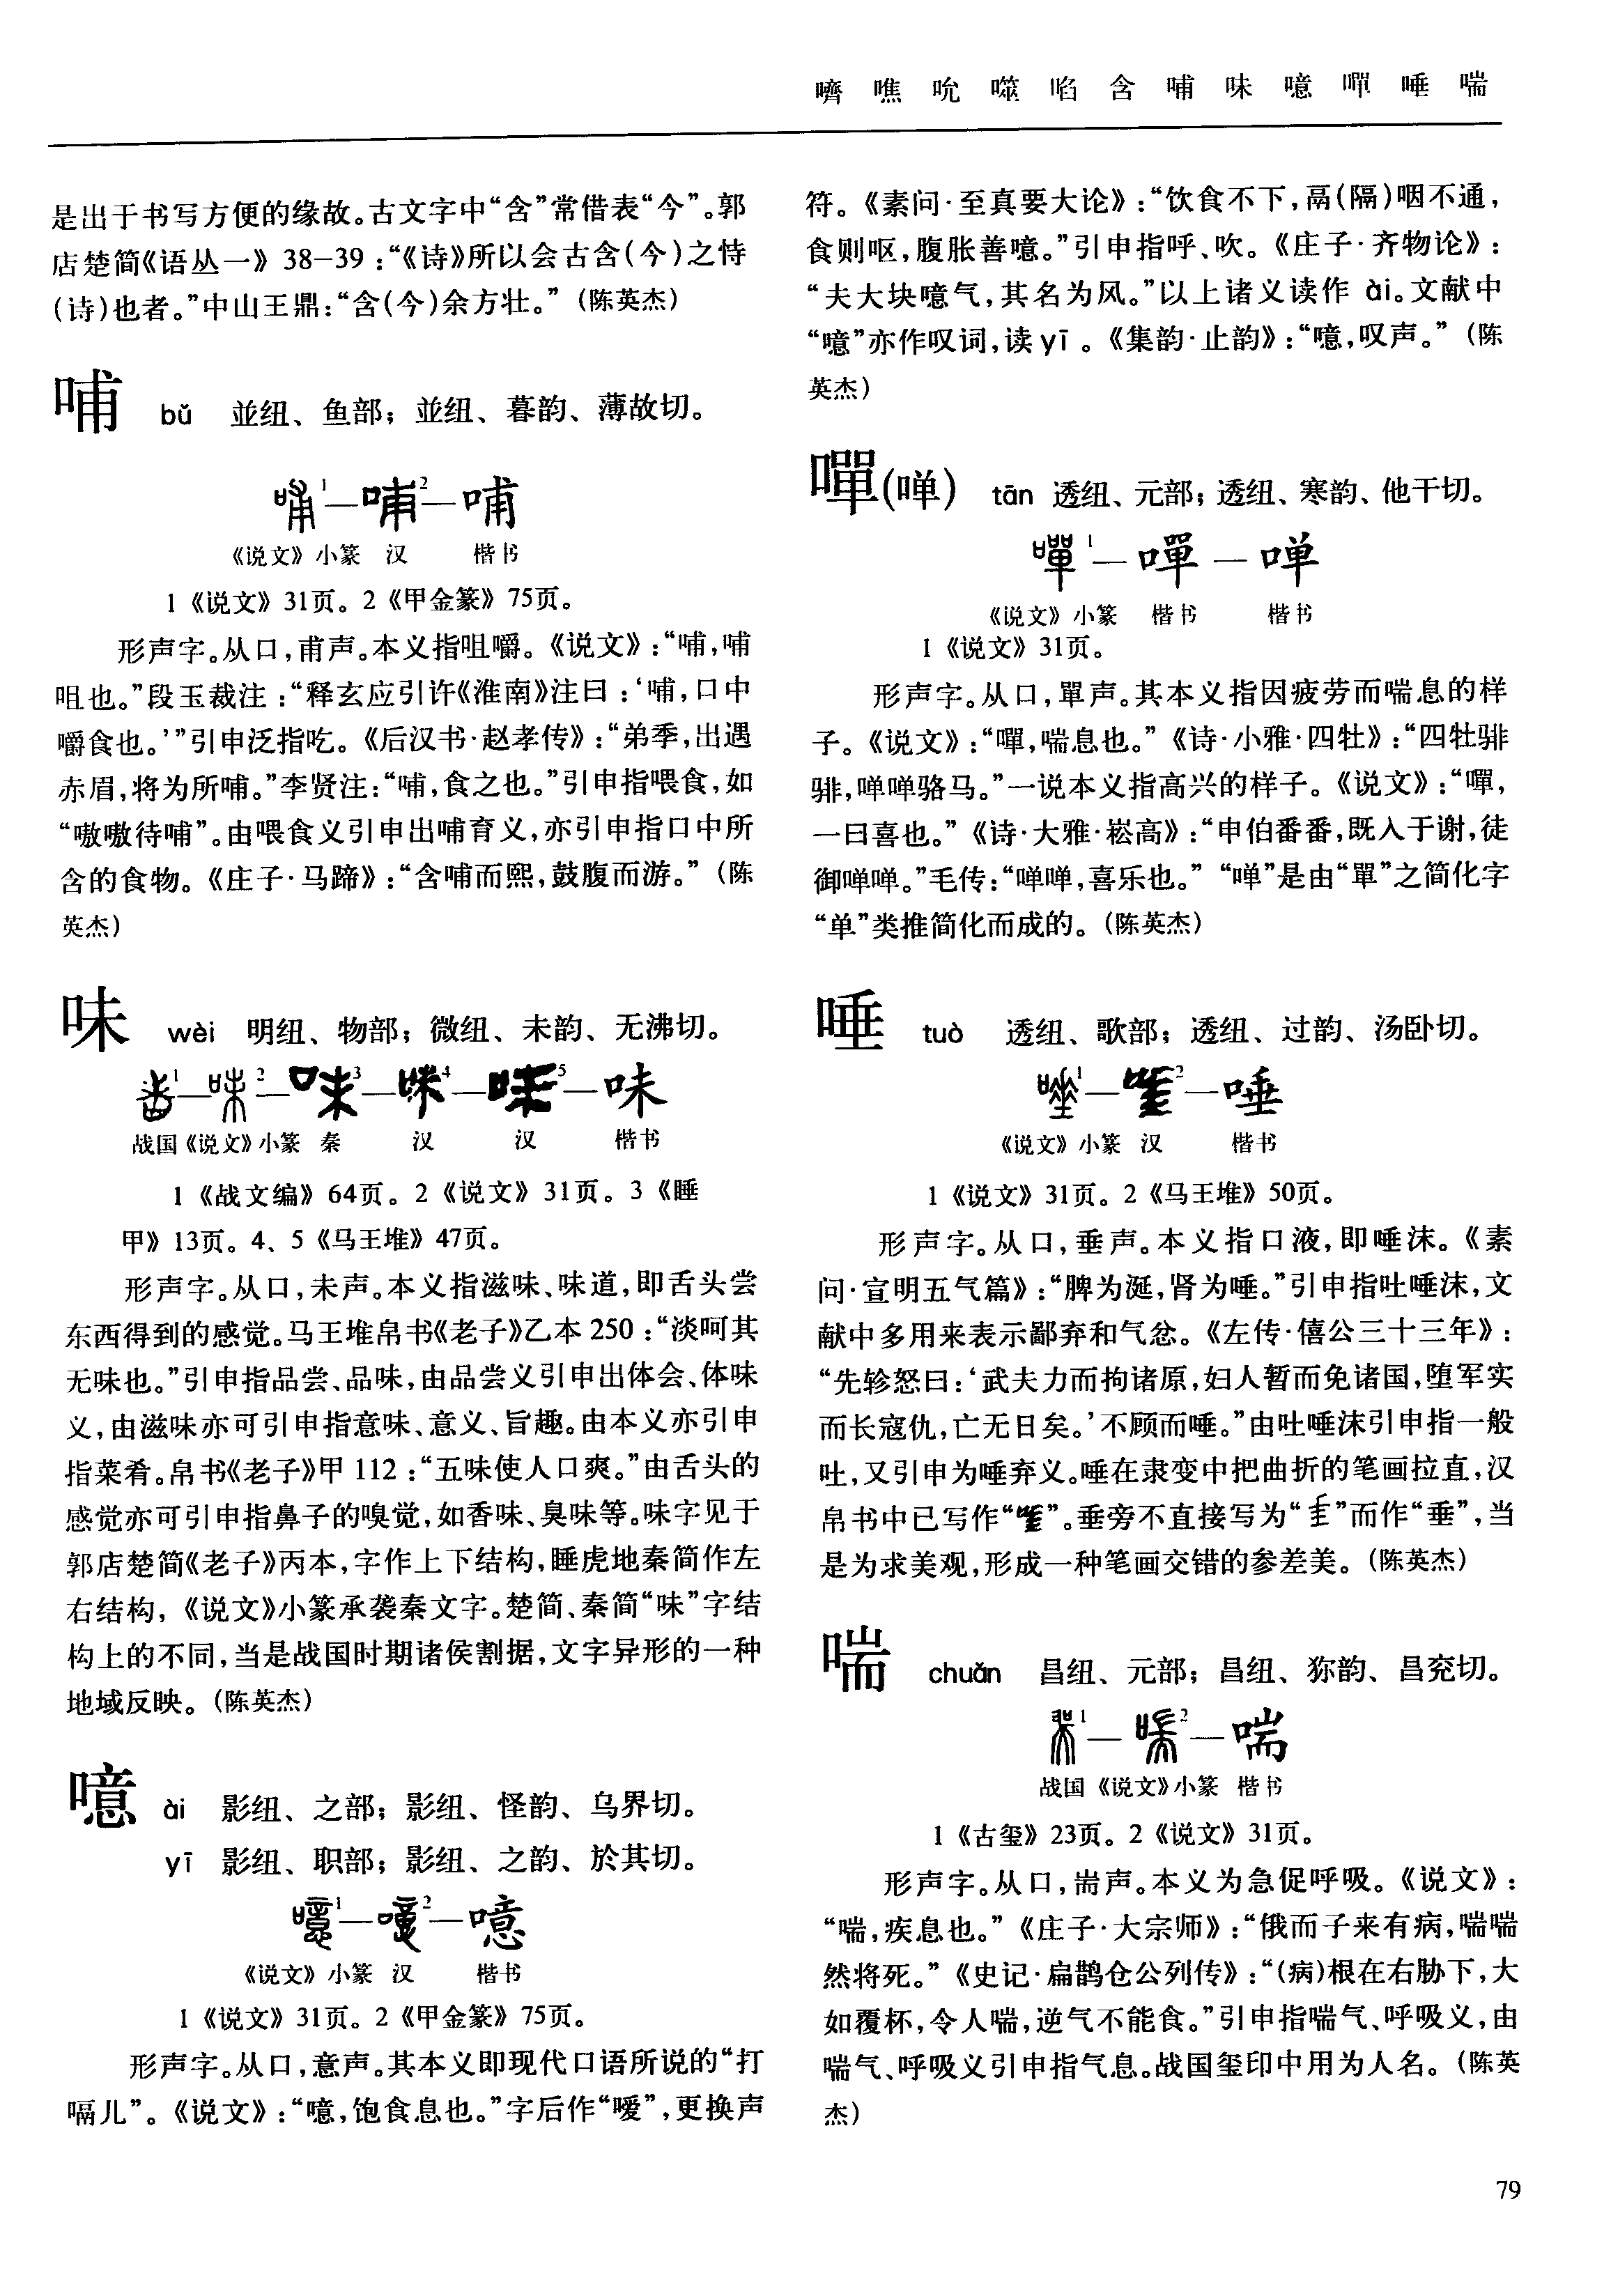 嚌 噍 吮 噬 啗 含 哺 味 噫 嘽 唾 喘
是出于书写方便的缘故。古文字中“含”常借表“今”。郭
店楚简《语丛一》38–39：“《诗》所以会古含(今)之恃
(诗)也者。”中山王鼎：“含(今)余方壮。”（陈英杰）
哺 bǔ 並纽、鱼部；並纽、暮韵、薄故切。
哺1—哺2—哺
《说文》小篆 汉 楷书
1《说文》31页。2《甲金篆》75页。
形声字。从口，甫声。本义指咀嚼。《说文》：“哺，哺
咀也。”段玉裁注：“释玄应引许《淮南》注曰：‘哺，口中
嚼食也。’”引申泛指吃。《后汉书·赵孝传》：“弟季，出遇
赤眉，将为所哺。”李贤注：“哺，食之也。”引申指喂食，如
“嗷嗷待哺”。由喂食义引申出哺育义，亦引申指口中所
含的食物。《庄子·马蹄》：“含哺而熙，鼓腹而游。”（陈
英杰）
味 wèi 明纽、物部；微纽、未韵、无沸切。
味1—味2—味3—味4—味5—味
战国《说文》小篆 秦 汉 汉 楷书
1《战文编》64页。2《说文》31页。3《睡
甲》13页。4、5《马王堆》47页。
形声字。从口，未声。本义指滋味、味道，即舌头尝
东西得到的感觉。马王堆帛书《老子》乙本 250：“淡呵其
无味也。”引申指品尝、品味，由品尝义引申出体会、体味
义，由滋味亦可引申指意味、意义、旨趣。由本义亦引申
指菜肴。帛书《老子》甲 112：“五味使人口爽。”由舌头的
感觉亦可引申指鼻子的嗅觉，如香味、臭味等。味字见于
郭店楚简《老子》丙本，字作上下结构，睡虎地秦简作左
右结构，《说文》小篆承袭秦文字。楚简、秦简“味”字结
构上的不同，当是战国时期诸侯割据，文字异形的一种
地域反映。（陈英杰）
噫 ài 影纽、之部；影纽、怪韵、乌界切。
yī 影纽、职部；影纽、之韵、於其切。
噫1—噫2—噫
《说文》小篆 汉 楷书
1《说文》31页。2《甲金篆》75页。
形声字。从口，意声。其本义即现代口语所说的“打
嗝儿”。《说文》：“噫，饱食息也。”字后作“嗳”，更换声
符。《素问·至真要大论》：“饮食不下，鬲(隔)咽不通，
食则呕，腹胀善噫。”引申指呼、吹。《庄子·齐物论》：
“夫大块噫气，其名为风。”以上诸义读作 ài。文献中
“噫”亦作叹词，读yī。《集韵·止韵》：“噫，叹声。”（陈
英杰）
嘽(啴) tān 透纽、元部；透纽、寒韵、他干切。
嘽1—嘽—啴
《说文》小篆 楷书 楷书
1《说文》31页。
形声字。从口，單声。其本义指因疲劳而喘息的样
子。《说文》：“嘽，喘息也。”《诗·小雅·四牡》：“四牡骓
骓，啴啴骆马。”一说本义指高兴的样子。《说文》：“嘽，
一曰喜也。”《诗·大雅·崧高》：“申伯番番，既入于谢，徒
御啴啴。”毛传：“啴啴，喜乐也。”“啴”是由“單”之简化字
“单”类推简化而成的。（陈英杰）
唾 tuò 透纽、歌部；透纽、过韵、汤卧切。
唾1—唾2—唾
《说文》小篆 汉 楷书
1《说文》31页。2《马王堆》50页。
形声字。从口，垂声。本义指口液，即唾沫。《素
问·宣明五气篇》：“脾为涎，肾为唾。”引申指吐唾沫，文
献中多用来表示鄙弃和气忿。《左传·僖公三十三年》：
“先轸怒曰：‘武夫力而拘诸原，妇人暂而免诸国，堕军实
而长寇仇，亡无日矣。’不顾而唾。”由吐唾沫引申指一般
吐，又引申为唾弃义。唾在隶变中把曲折的笔画拉直，汉
帛书中已写作“唾”。垂旁不直接写为“”而作“垂”，当
是为求美观，形成一种笔画交错的参差美。（陈英杰）
喘 chuǎn 昌纽、元部；昌纽、狝韵、昌兖切。
喘1—喘2—喘
战国《说文》小篆 楷书
1《古玺》23页。2《说文》31页。
形声字。从口，耑声。本义为急促呼吸。《说文》：
“喘，疾息也。”《庄子·大宗师》：“俄而子来有病，喘喘
然将死。”《史记·扁鹊仓公列传》：“(病)根在右胁下，大
如覆杯，令人喘，逆气不能食。”引申指喘气、呼吸义，由
喘气、呼吸义引申指气息。战国玺印中用为人名。（陈英
杰）
79